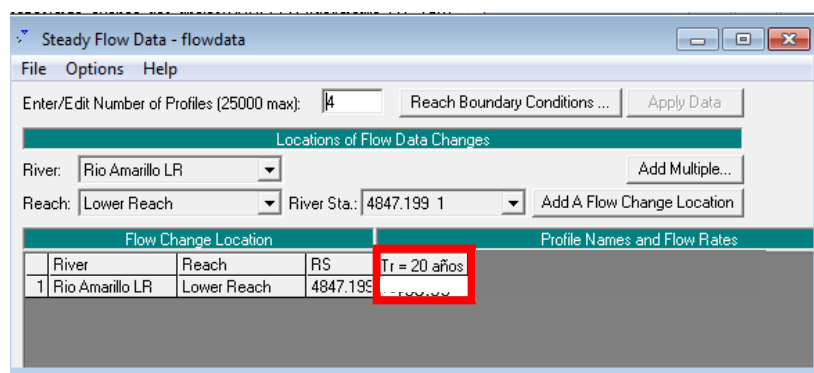 Steady Flow Data - flowdata
File Options Help
Enter/Edit Number of Profiles (25000 max): 4 Reach Boundary Conditions ... Apply Data
Locations of Flow Data Changes
River: Rio Amarillo LR Add Multiple...
Reach: Lower Reach River Sta.: 4847.199 1 Add A Flow Change Location
Flow Change Location Profile Names and Flow Rates
River Reach RS Tr = 20 años
1 Rio Amarillo LR Lower Reach 4847.199